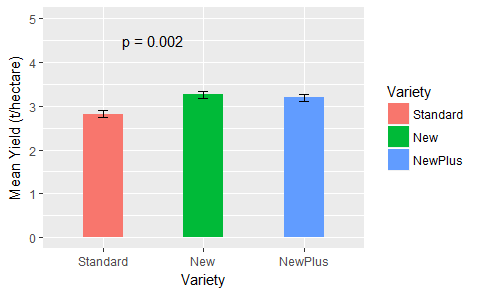 p = 0.002
5
4
3
2
1
0
Mean Yield (t/hectare)
Standard
New
NewPlus
Variety
Variety
Standard
New
NewPlus